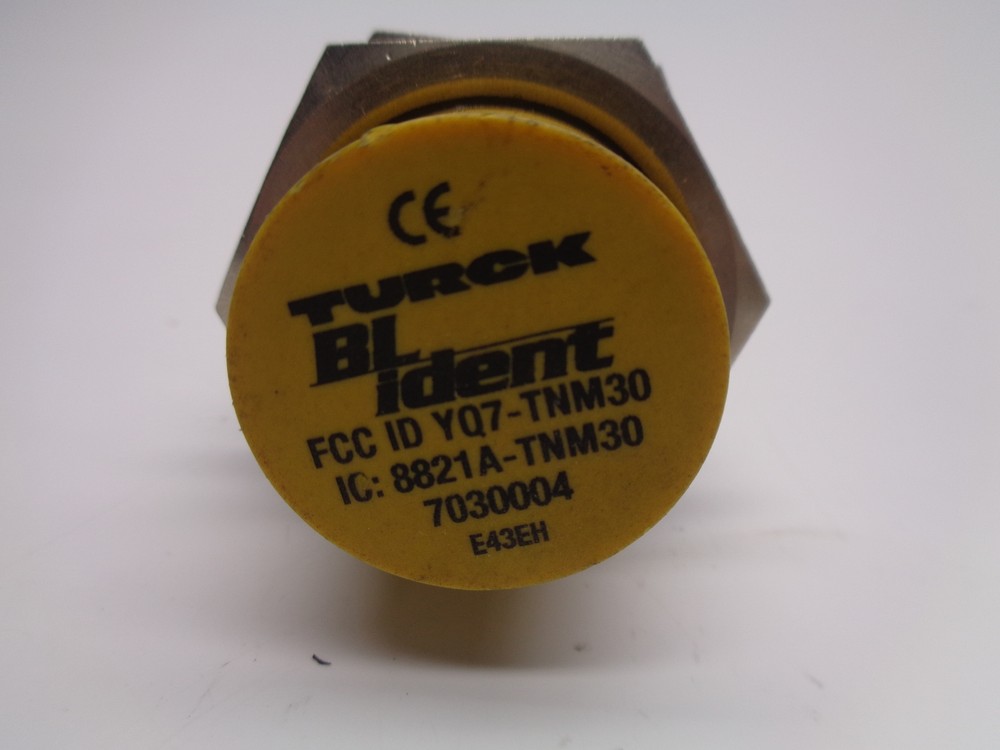 CE
TURCK
BL
ident
FCC ID YQ7-TNM30
IC: 8821A-TNM30
7030004
E43EH